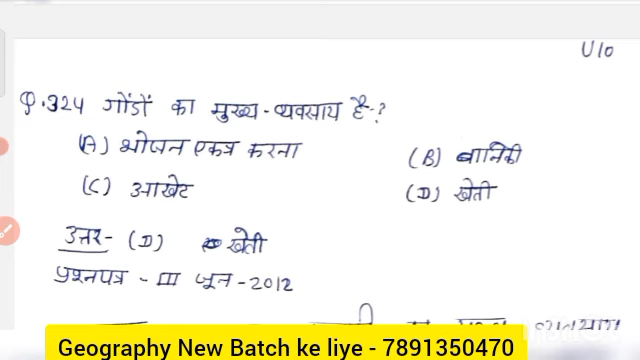 U10
Q.324 गोंडों का मुख्य-व्यवसाय है-?
(A) भोजन एकत्र करना
(B) वानिकी
(C) आखेट
(D) खेती
उत्तर- (D) खेती
प्रश्नपत्र - III जून-2012
Geography New Batch ke liye - 7891350470